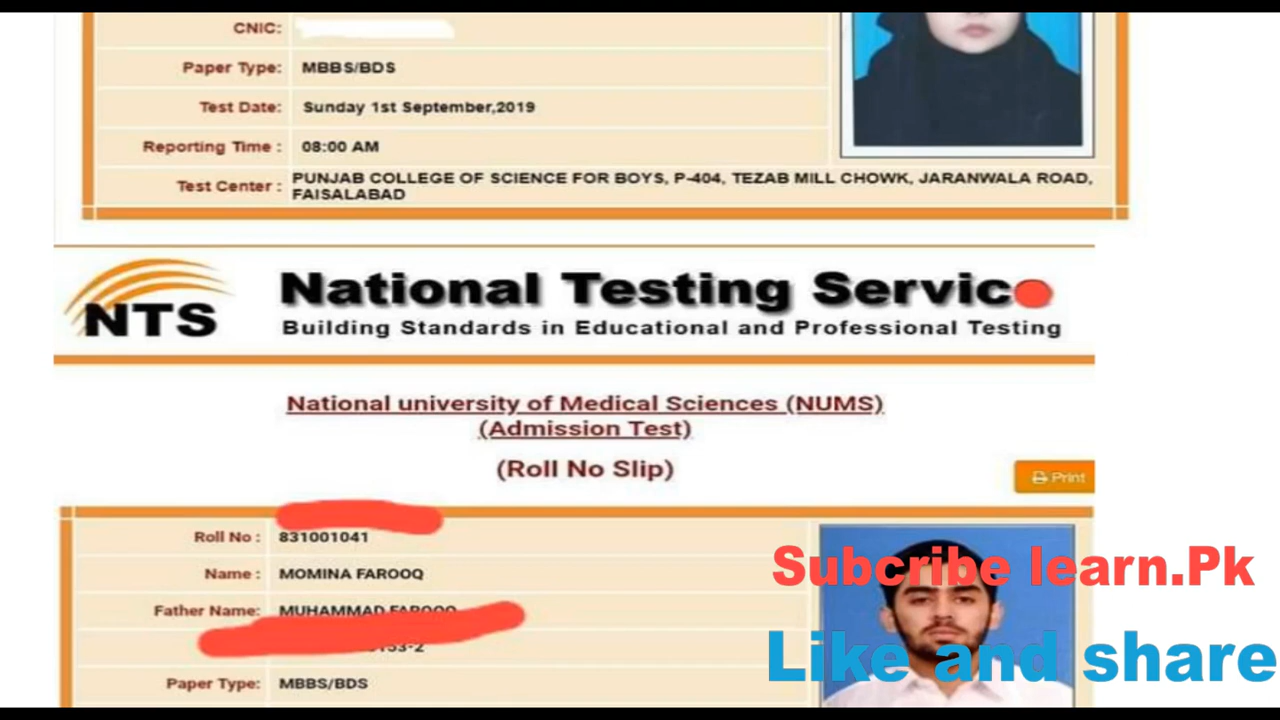 CNIC:
Paper Type: MBBS/BDS
Test Date: Sunday 1st September,2019
Reporting Time : 08:00 AM
Test Center : PUNJAB COLLEGE OF SCIENCE FOR BOYS, P-404, TEZAB MILL CHOWK, JARANWALA ROAD,
FAISALABAD
NTS
National Testing Servic
Building Standards in Educational and Professional Testing
National university of Medical Sciences (NUMS)
(Admission Test)
(Roll No Slip)
Print
Roll No : 831001041
Name : MOMINA FAROOQ
Father Name: MUHAMMAD FAROOQ
Paper Type: MBBS/BDS
Subcribe learn.Pk
Like and share